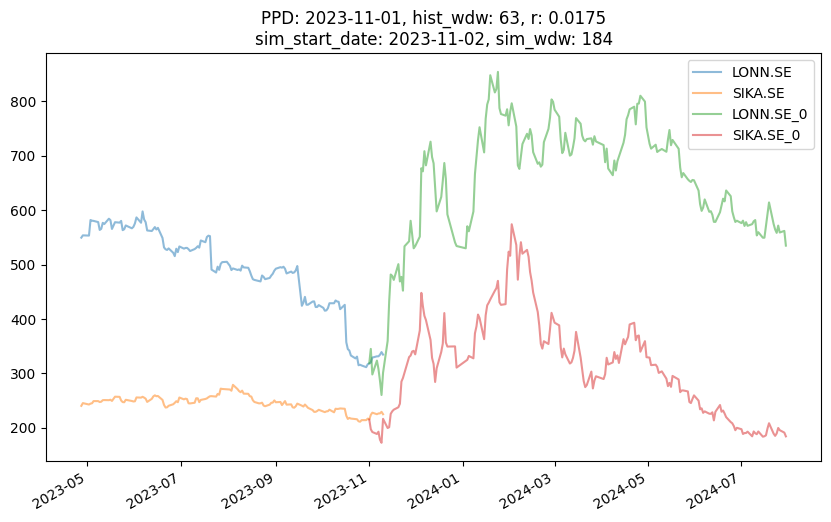 PPD: 2023-11-01, hist_wdw: 63, r: 0.0175
sim_start_date: 2023-11-02, sim_wdw: 184
LONN.SE
SIKA.SE
LONN.SE_0
SIKA.SE_0
800
700
600
500
400
300
200
2023-05
2023-07
2023-09
2023-11
2024-01
2024-03
2024-05
2024-07